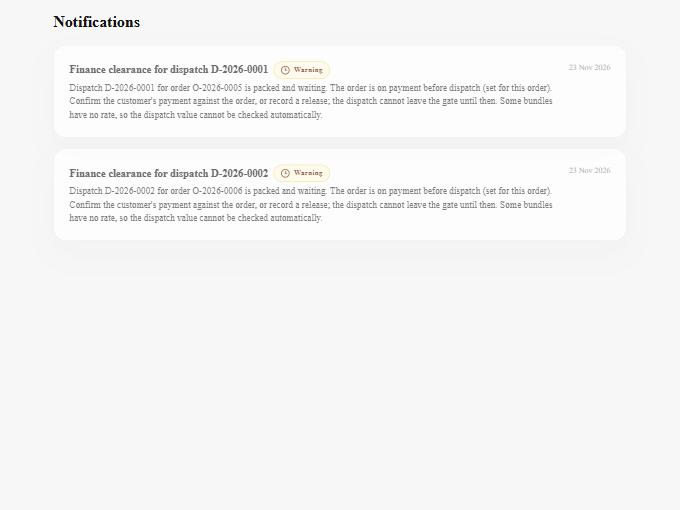 Notifications
Finance clearance for dispatch D-2026-0001 Warning 23 Nov 2026
Dispatch D-2026-0001 for order O-2026-0005 is packed and waiting. The order is on payment before dispatch (set for this order).
Confirm the customer's payment against the order, or record a release; the dispatch cannot leave the gate until then. Some bundles
have no rate, so the dispatch value cannot be checked automatically.
Finance clearance for dispatch D-2026-0002 Warning 23 Nov 2026
Dispatch D-2026-0002 for order O-2026-0006 is packed and waiting. The order is on payment before dispatch (set for this order).
Confirm the customer's payment against the order, or record a release; the dispatch cannot leave the gate until then. Some bundles
have no rate, so the dispatch value cannot be checked automatically.